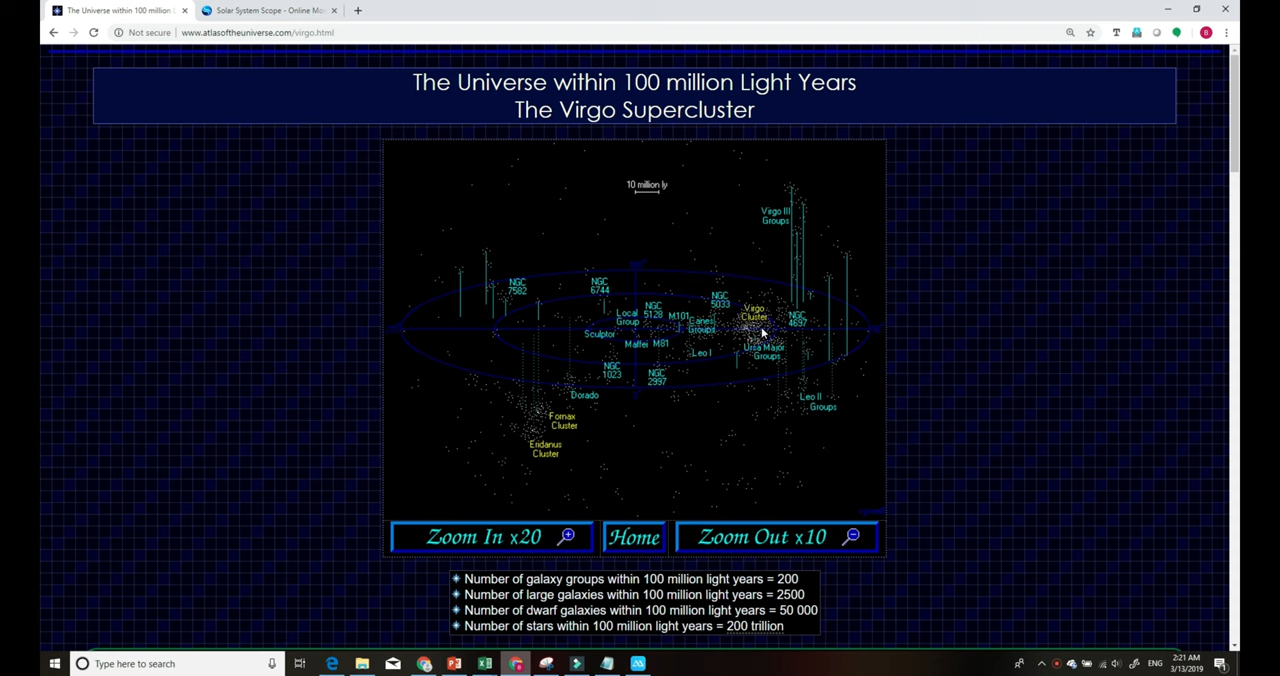 The Universe within 100 million l
Solar System Scope - Online Mo
Not secure
www.atlasoftheuniverse.com/virgo.html
The Universe within 100 million Light Years
The Virgo Supercluster
10 million ly
Virgo III
Groups
NGC
7582
NGC
6744
NGC
5033
Virgo
Cluster
Local
Group
NGC
5128
M101
Canes
Groups
NGC
4697
Sculptor
Maffei
M81
Leo I
Ursa Major
Groups
NGC
1023
NGC
2997
Dorado
Leo II
Groups
Fornax
Cluster
Eridanus
Cluster
Zoom In x20
Home
Zoom Out x10
Number of galaxy groups within 100 million light years = 200
Number of large galaxies within 100 million light years = 2500
Number of dwarf galaxies within 100 million light years = 50 000
Number of stars within 100 million light years = 200 trillion
Type here to search
ENG
2:21 AM
3/13/2019